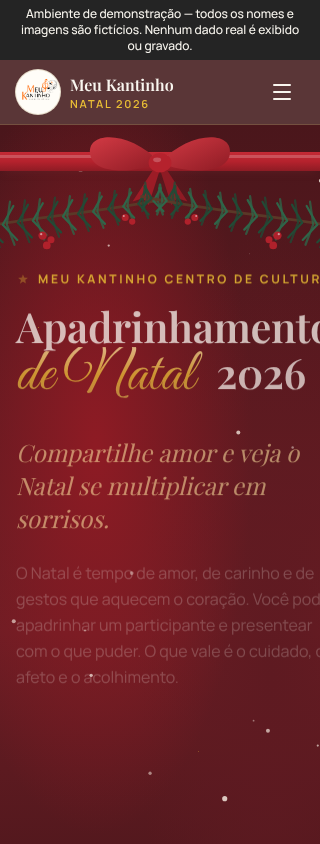 Ambiente de demonstração — todos os nomes e
imagens são fictícios. Nenhum dado real é exibido
ou gravado.
Meu Kantinho
Meu Kantinho
NATAL 2026
MEU KANTINHO CENTRO DE CULTUR
Apadrinhamento
de Natal 2026
Compartilhe amor e veja o
Natal se multiplicar em
sorrisos.
O Natal é tempo de amor, de carinho e de
gestos que aquecem o coração. Você pod
apadrinhar um participante e presentear
com o que puder. O que vale é o cuidado, o
afeto e o acolhimento.